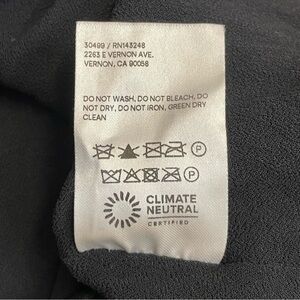 30499 / RN143248
2263 E VERNON AVE.
VERNON, CA 90058
DO NOT WASH, DO NOT BLEACH, DO
NOT DRY, DO NOT IRON, GREEN DRY
CLEAN
P
P
CLIMATE
NEUTRAL
CERTIFIED